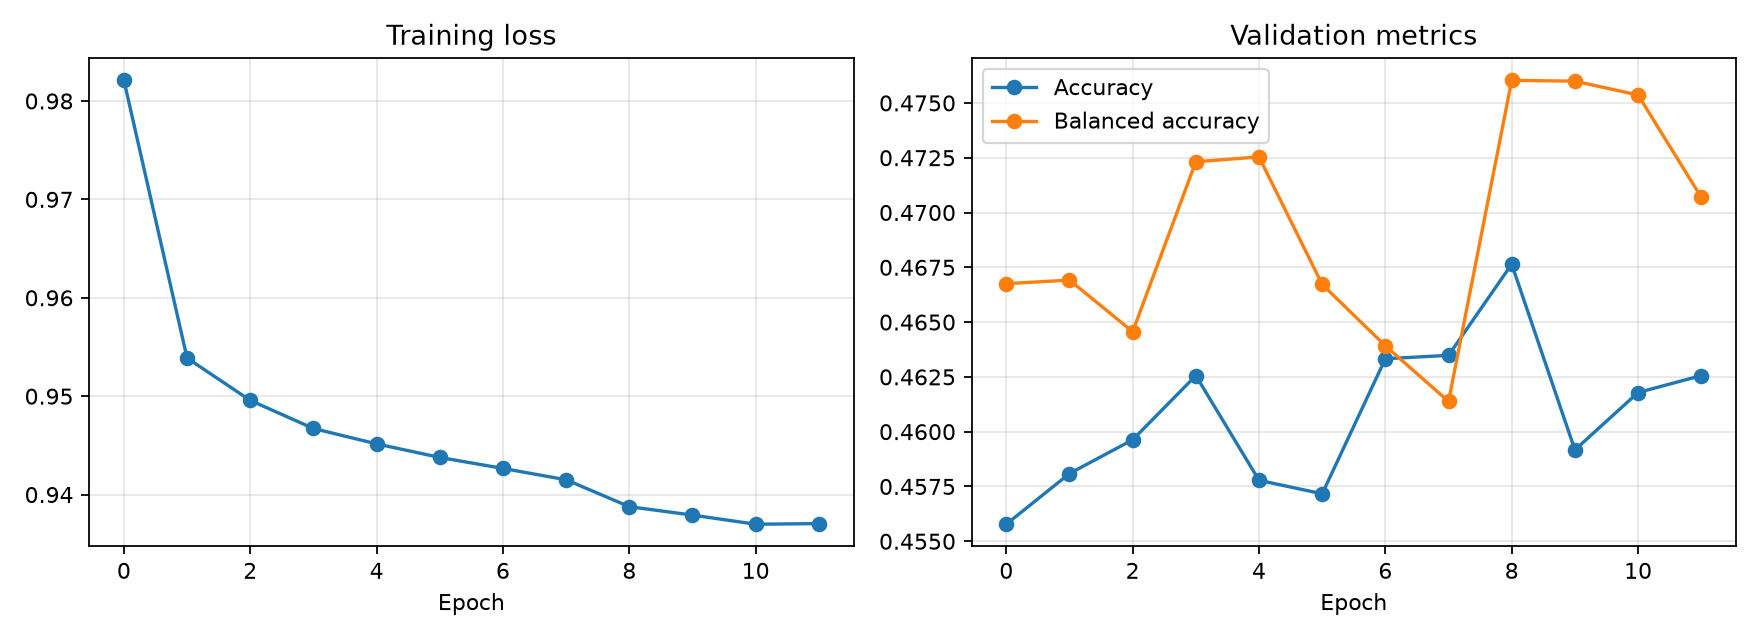 Training loss
0.98
0.97
0.96
0.95
0.94
0 2 4 6 8 10
Epoch
Validation metrics
Accuracy
Balanced accuracy
0.4750
0.4725
0.4700
0.4675
0.4650
0.4625
0.4600
0.4575
0.4550
0 2 4 6 8 10
Epoch